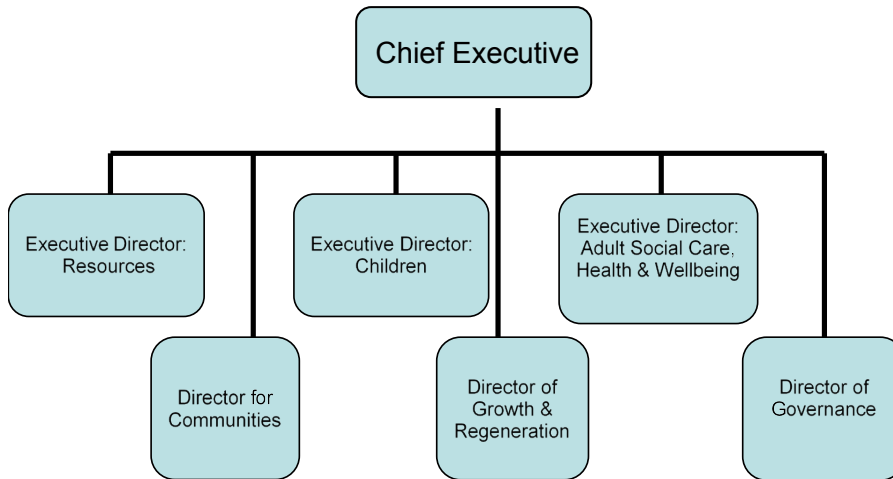 Chief Executive
Executive Director:
Resources
Executive Director:
Children
Executive Director:
Adult Social Care,
Health & Wellbeing
Director for
Communities
Director of
Growth &
Regeneration
Director of
Governance